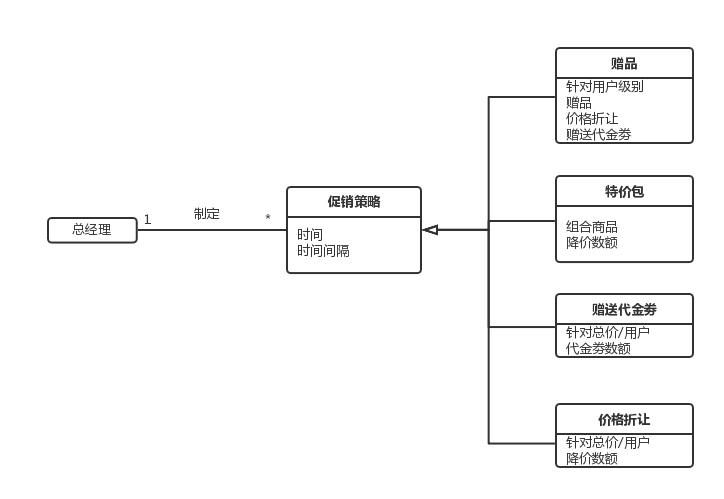 总经理
1
制定
*
促销策略
时间
时间间隔
赠品
针对用户级别
赠品
价格折让
赠送代金券
特价包
组合商品
降价数额
赠送代金券
针对总价/用户
代金券数额
价格折让
针对总价/用户
降价数额